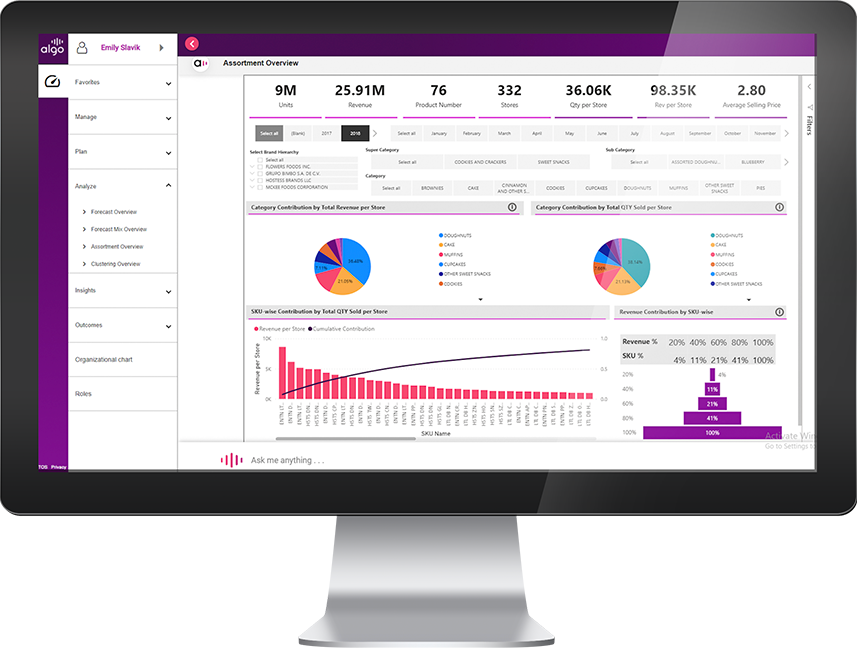 algo
Emily Slavik
Favorites
Manage
Plan
Analyze
Forecast Overview
Forecast Mix Overview
Assortment Overview
Clustering Overview
Insights
Outcomes
Organizational chart
Roles
TOS Privacy
Assortment Overview
9M 25.91M 76 332 36.06K 98.35K 2.80
Units Revenue Product Number Stores Qty per Store Rev per Store Average Selling Price
Filters
Select all (Blank) 2017 2018 Select all January February March April May June July August September October November
Select Brand Hierarchy
Select all
FLOWERS FOODS INC.
GRUPO BIMBO S.A. DE C.V.
HOSTESS BRANDS LLC
MCKEE FOODS CORPORATION
Super Category
Select all COOKIES AND CRACKERS SWEET SNACKS
Sub Category
Select all ASSORTED DOUGHNU... BLUEBERRY
Category
Select all BROWNIES CAKE CINNAMON AND OTHER S... COOKIES CUPCAKES DOUGHNUTS MUFFINS OTHER SWEET SNACKS PIES
Category Contribution by Total Revenue per Store
DOUGHNUTS
CAKE
MUFFINS
CUPCAKES
OTHER SWEET SNACKS
COOKIES
21.05%
Category Contribution by Total QTY Sold per Store
DOUGHNUTS
CAKE
MUFFINS
COOKIES
CUPCAKES
OTHER SWEET SNACKS
21.13%
SKU-wise Contribution by Total QTY Sold per Store
Revenue per Store Cumulative Contribution
Revenue per Store
10K
5K
0K
1.0
0.5
0.0
SKU Name
Revenue Contribution by SKU-wise
Revenue % 20% 40% 60% 80% 100%
SKU % 4% 11% 21% 41% 100%
20% 4%
40% 11%
60% 21%
80% 41%
100% 100%
Activate Win
Go to Settings to
Ask me anything . . .